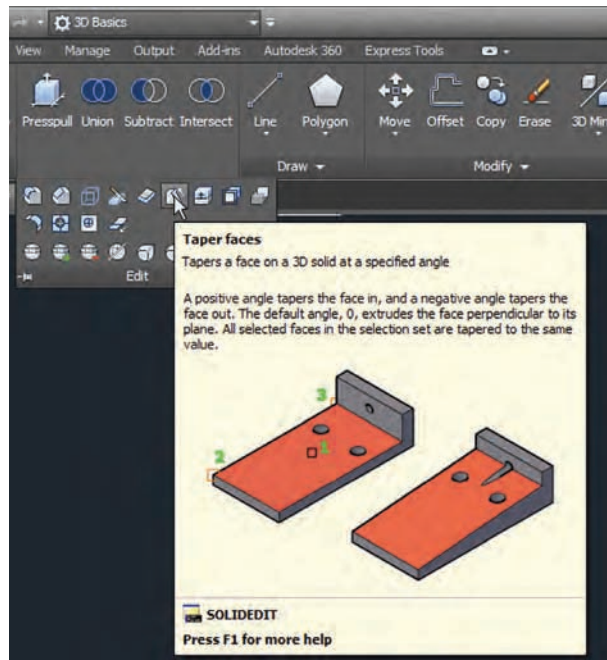 3D Basics
View Manage Output Add-ins Autodesk 360 Express Tools
Presspull Union Subtract Intersect Line Polygon Move Offset Copy Erase 3D Mir
Draw Modify
Edit
Taper faces
Tapers a face on a 3D solid at a specified angle
A positive angle tapers the face in, and a negative angle tapers the
face out. The default angle, 0, extrudes the face perpendicular to its
plane. All selected faces in the selection set are tapered to the same
value.
3
1
2
SOLIDEDIT
Press F1 for more help